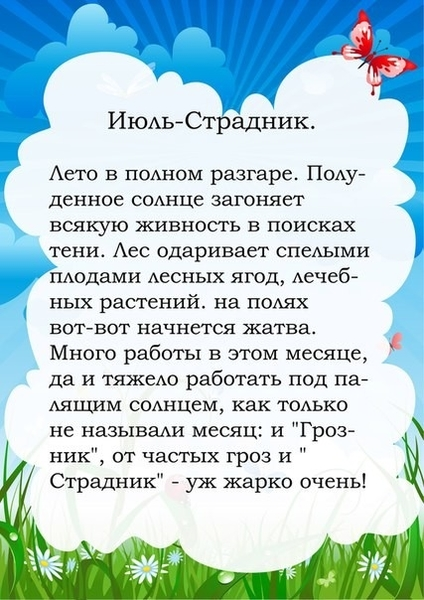 Июль-Страдник.
Лето в полном разгаре. Полу-
денное солнце загоняет
всякую живность в поисках
тени. Лес одаривает спелыми
плодами лесных ягод, лечеб-
ных растений. на полях
вот-вот начнется жатва.
Много работы в этом месяце,
да и тяжело работать под па-
лящим солнцем, как только
не называли месяц: и "Гроз-
ник", от частых гроз и "
Страдник" - уж жарко очень!